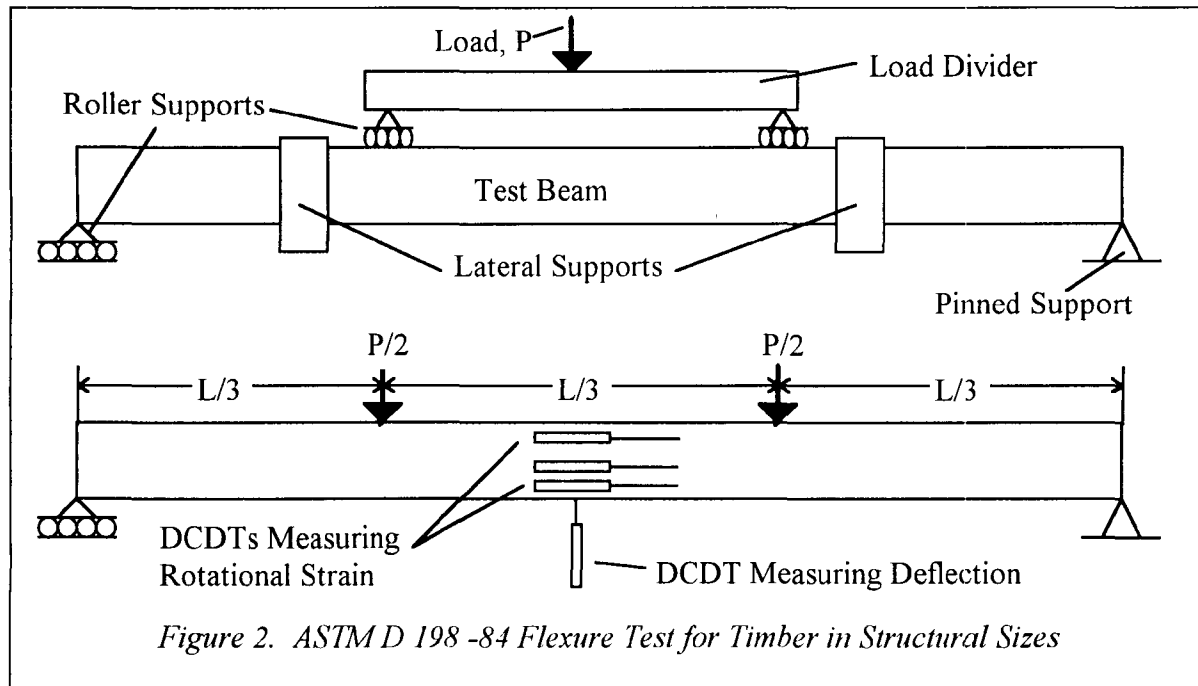 Load, P
Load Divider
Roller Supports
Test Beam
Lateral Supports
Pinned Support
P/2
P/2
L/3
L/3
L/3
DCDTs Measuring
Rotational Strain
DCDT Measuring Deflection
Figure 2. ASTM D 198 -84 Flexure Test for Timber in Structural Sizes